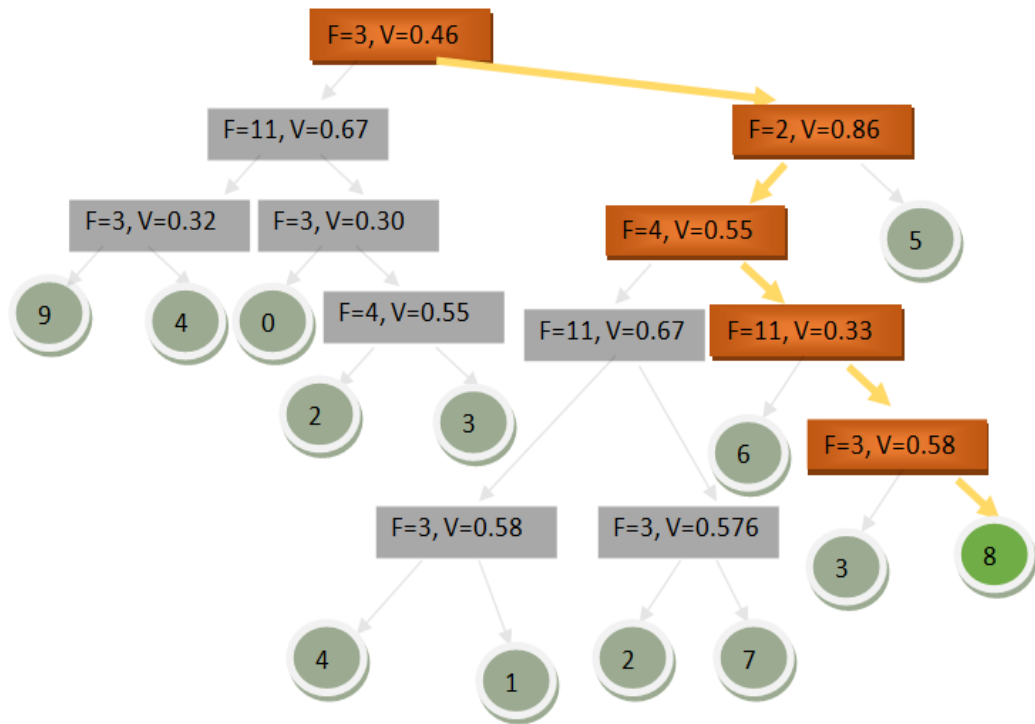 F=3, V=0.46
F=11, V=0.67
F=2, V=0.86
F=3, V=0.32
F=3, V=0.30
F=4, V=0.55
5
9
4
0
F=4, V=0.55
F=11, V=0.67
F=11, V=0.33
2
3
6
F=3, V=0.58
F=3, V=0.58
F=3, V=0.576
3
8
4
1
2
7